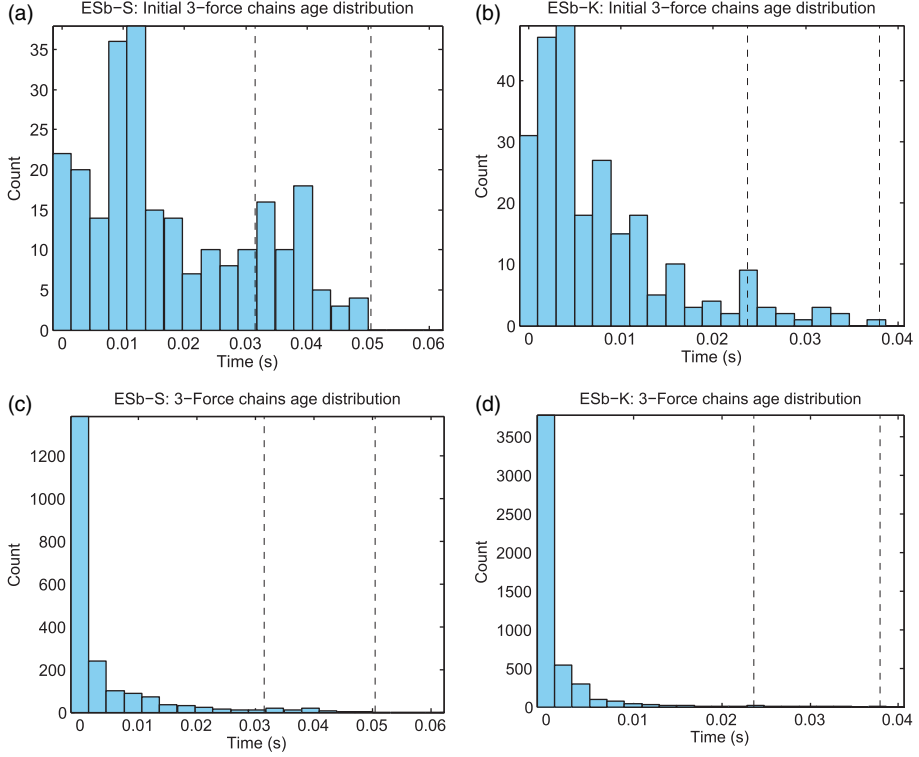 (a)
ESb−S: Initial 3−force chains age distribution
35
30
25
20
15
10
5
0
Count
0 0.01 0.02 0.03 0.04 0.05 0.06
Time (s)
(b)
ESb−K: Initial 3−force chains age distribution
40
30
20
10
0
Count
0 0.01 0.02 0.03 0.04
Time (s)
(c)
ESb−S: 3−Force chains age distribution
1200
1000
800
600
400
200
0
Count
0 0.01 0.02 0.03 0.04 0.05 0.06
Time (s)
(d)
ESb−K: 3−Force chains age distribution
3500
3000
2500
2000
1500
1000
500
0
Count
0 0.01 0.02 0.03 0.04
Time (s)